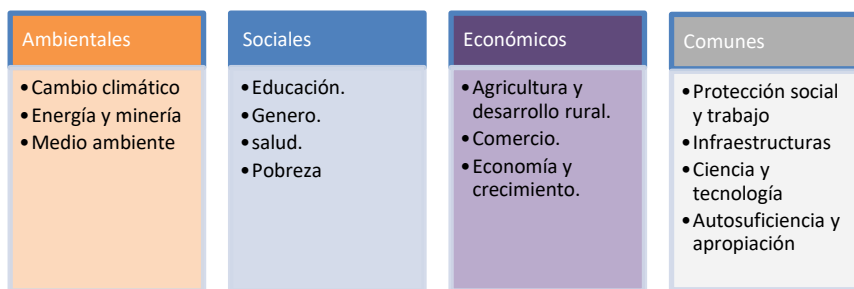 Ambientales
• Cambio climático
• Energía y minería
• Medio ambiente
Sociales
• Educación.
• Genero.
• salud.
• Pobreza
Económicos
• Agricultura y
desarrollo rural.
• Comercio.
• Economía y
crecimiento.
Comunes
• Protección social
y trabajo
• Infraestructuras
• Ciencia y
tecnología
• Autosuficiencia y
apropiación